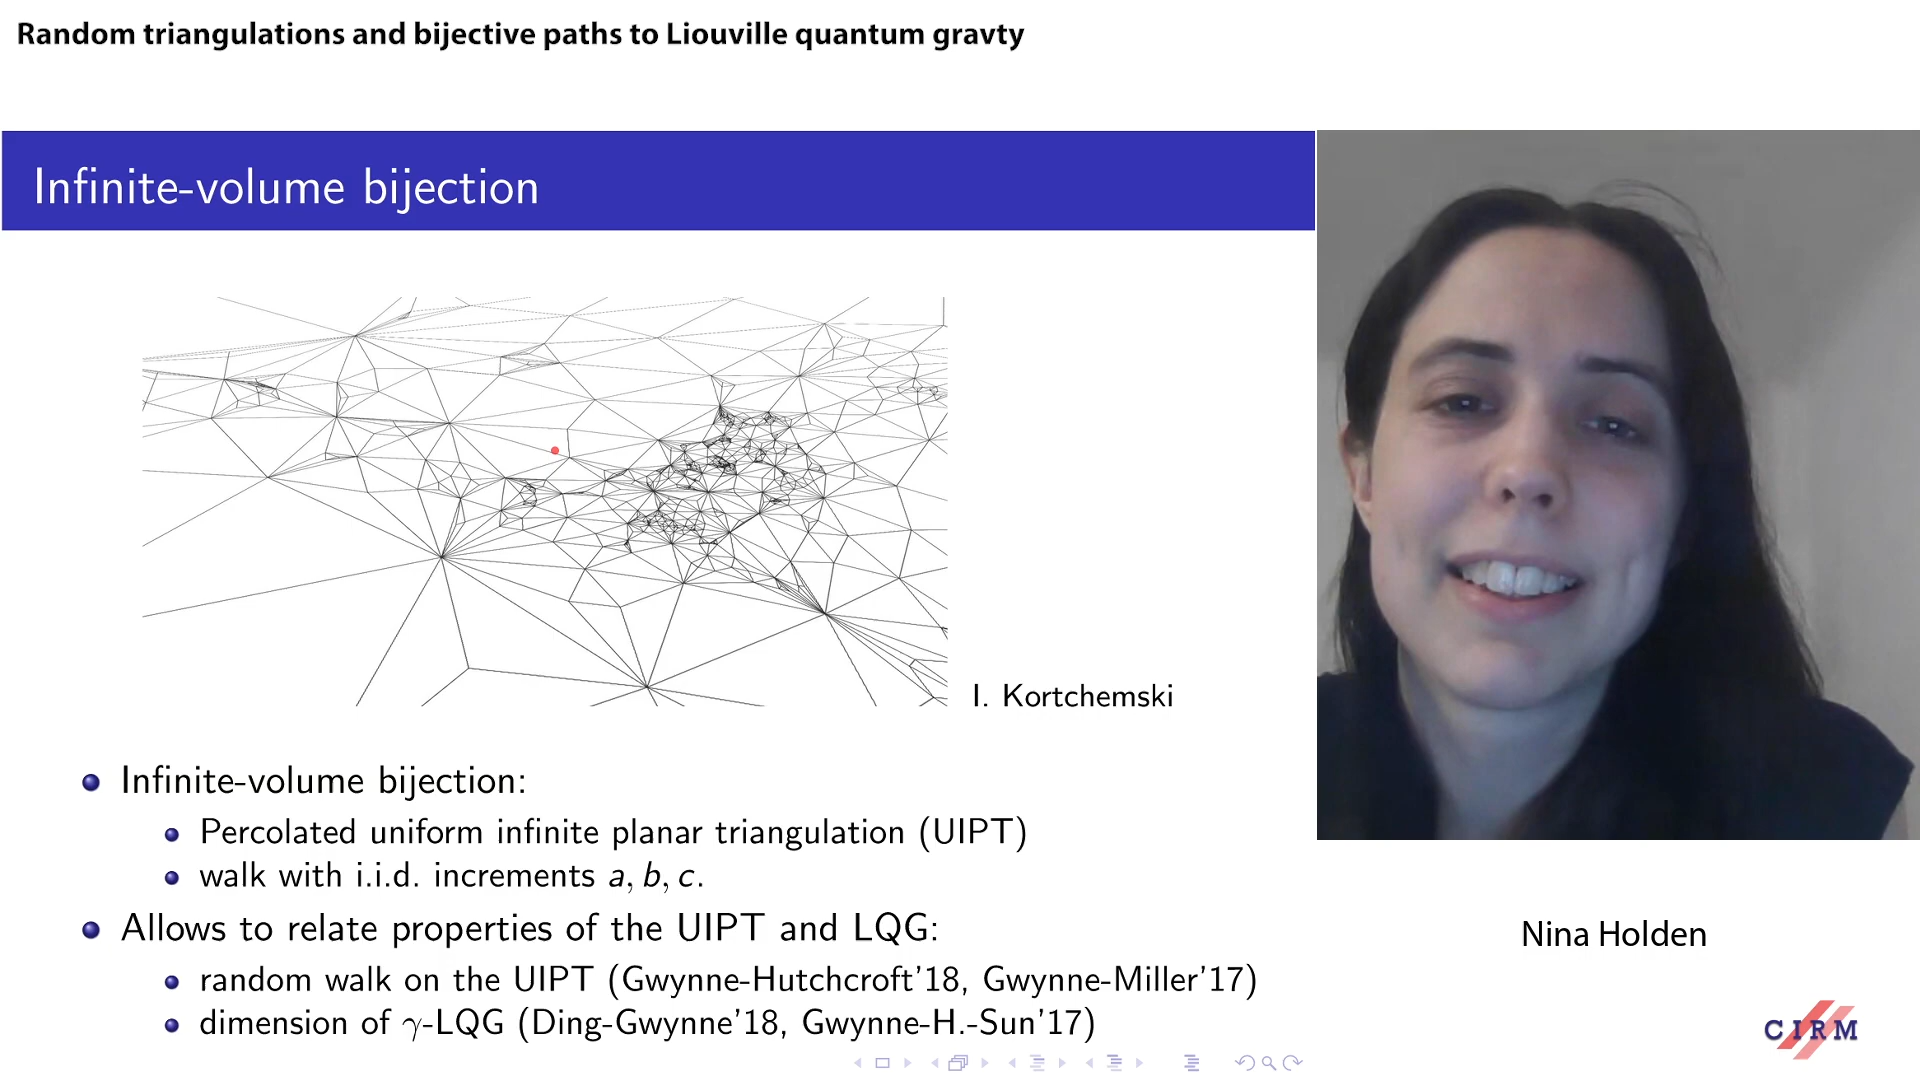 Random triangulations and bijective paths to Liouville quantum gravty
Infinite-volume bijection
I. Kortchemski
Infinite-volume bijection:
Percolated uniform infinite planar triangulation (UIPT)
walk with i.i.d. increments a, b, c.
Allows to relate properties of the UIPT and LQG:
random walk on the UIPT (Gwynne-Hutchcroft'18, Gwynne-Miller'17)
dimension of γ-LQG (Ding-Gwynne'18, Gwynne-H.-Sun'17)
Nina Holden
CIRM